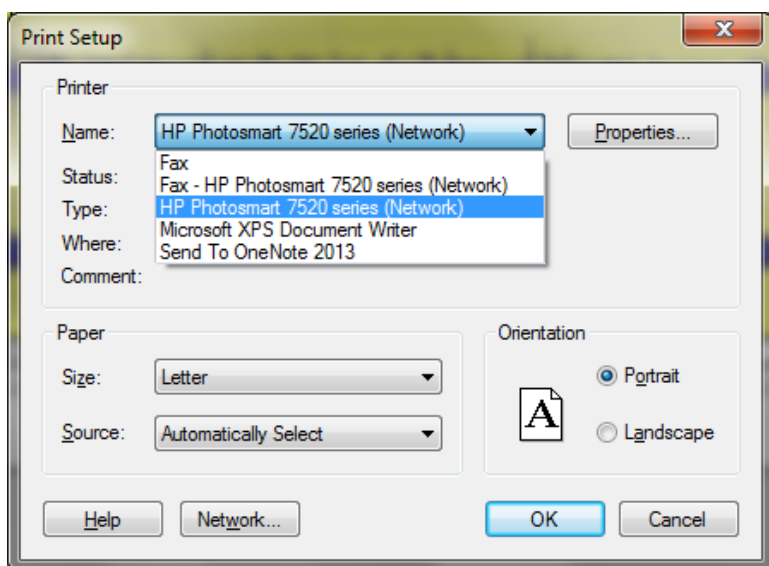 Print Setup
x
Printer
Name: HP Photosmart 7520 series (Network) Properties...
Fax
Status: Fax - HP Photosmart 7520 series (Network)
Type: HP Photosmart 7520 series (Network)
Microsoft XPS Document Writer
Where: Send To OneNote 2013
Comment:
Paper
Orientation
Size: Letter
Portrait
Source: Automatically Select
A
Landscape
Help Network... OK Cancel